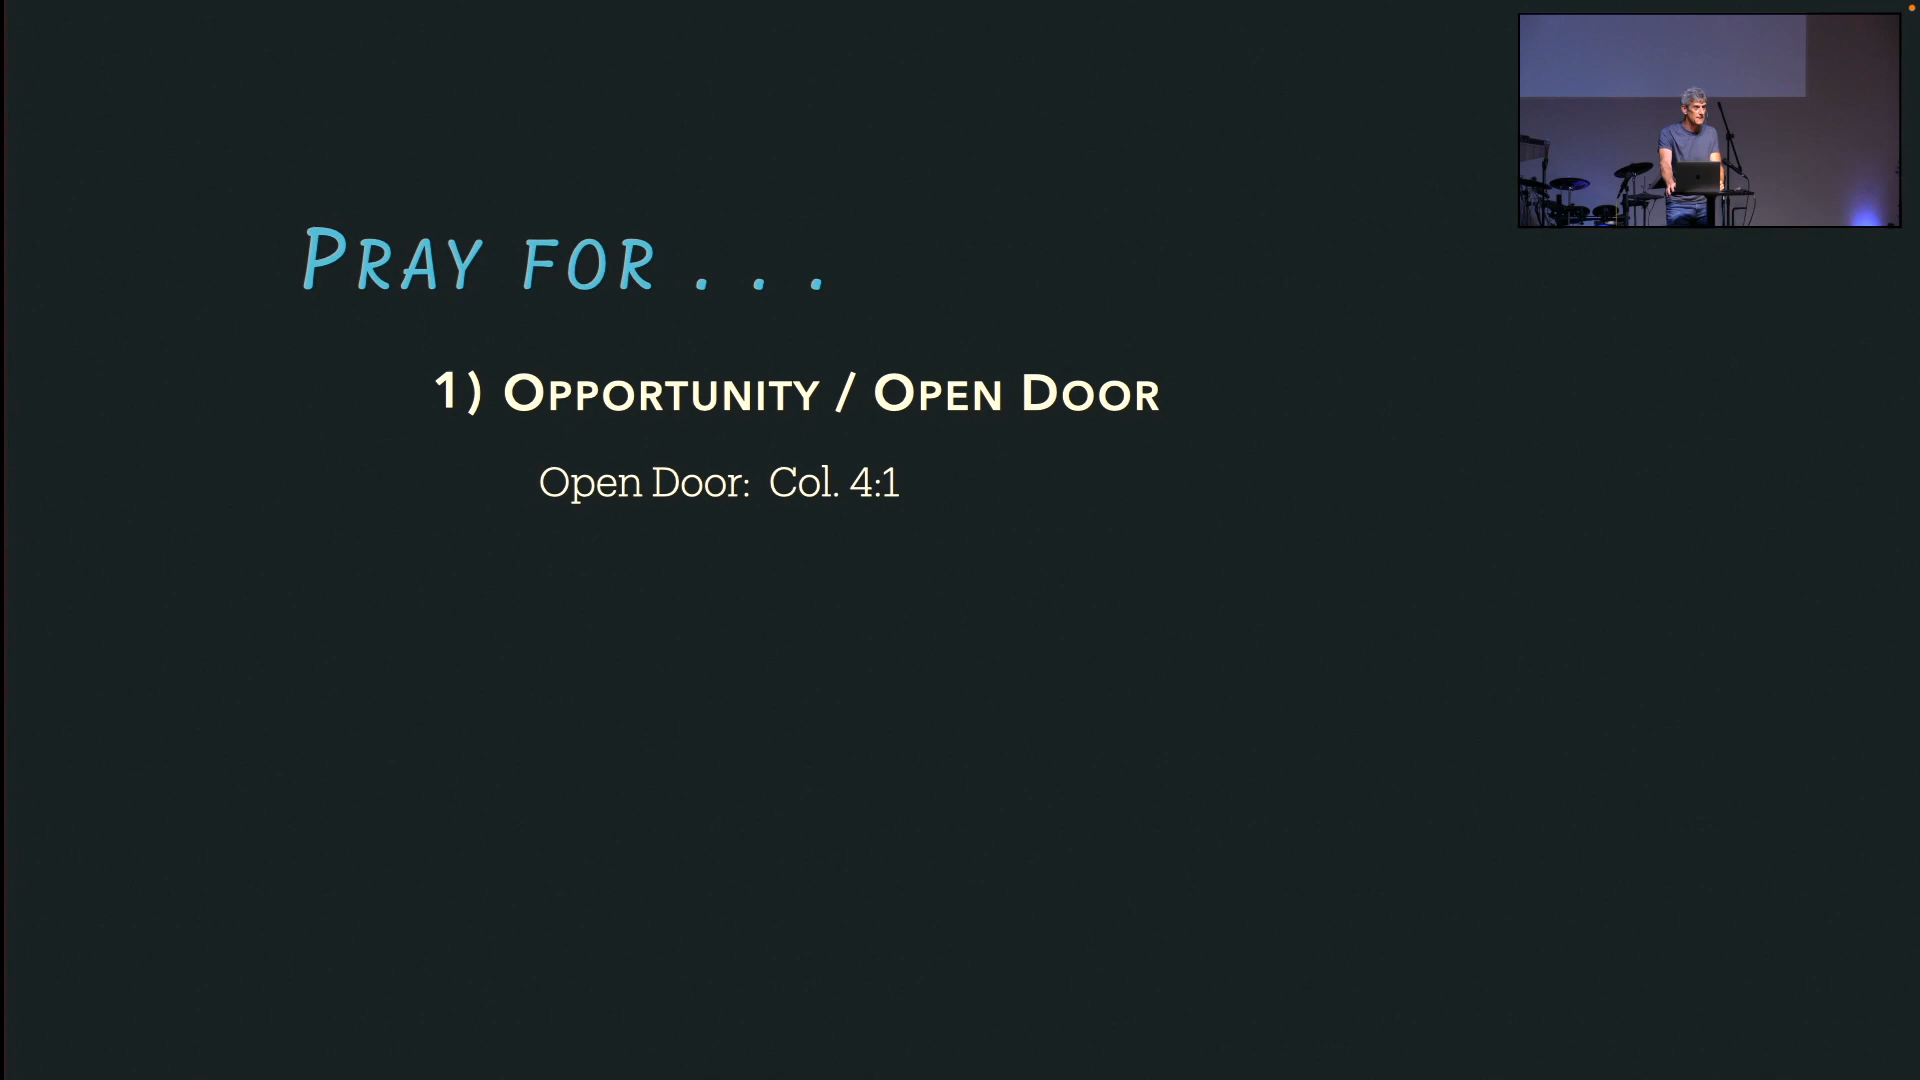 Pray for . . .
1) Opportunity / Open Door
Open Door: Col. 4:1